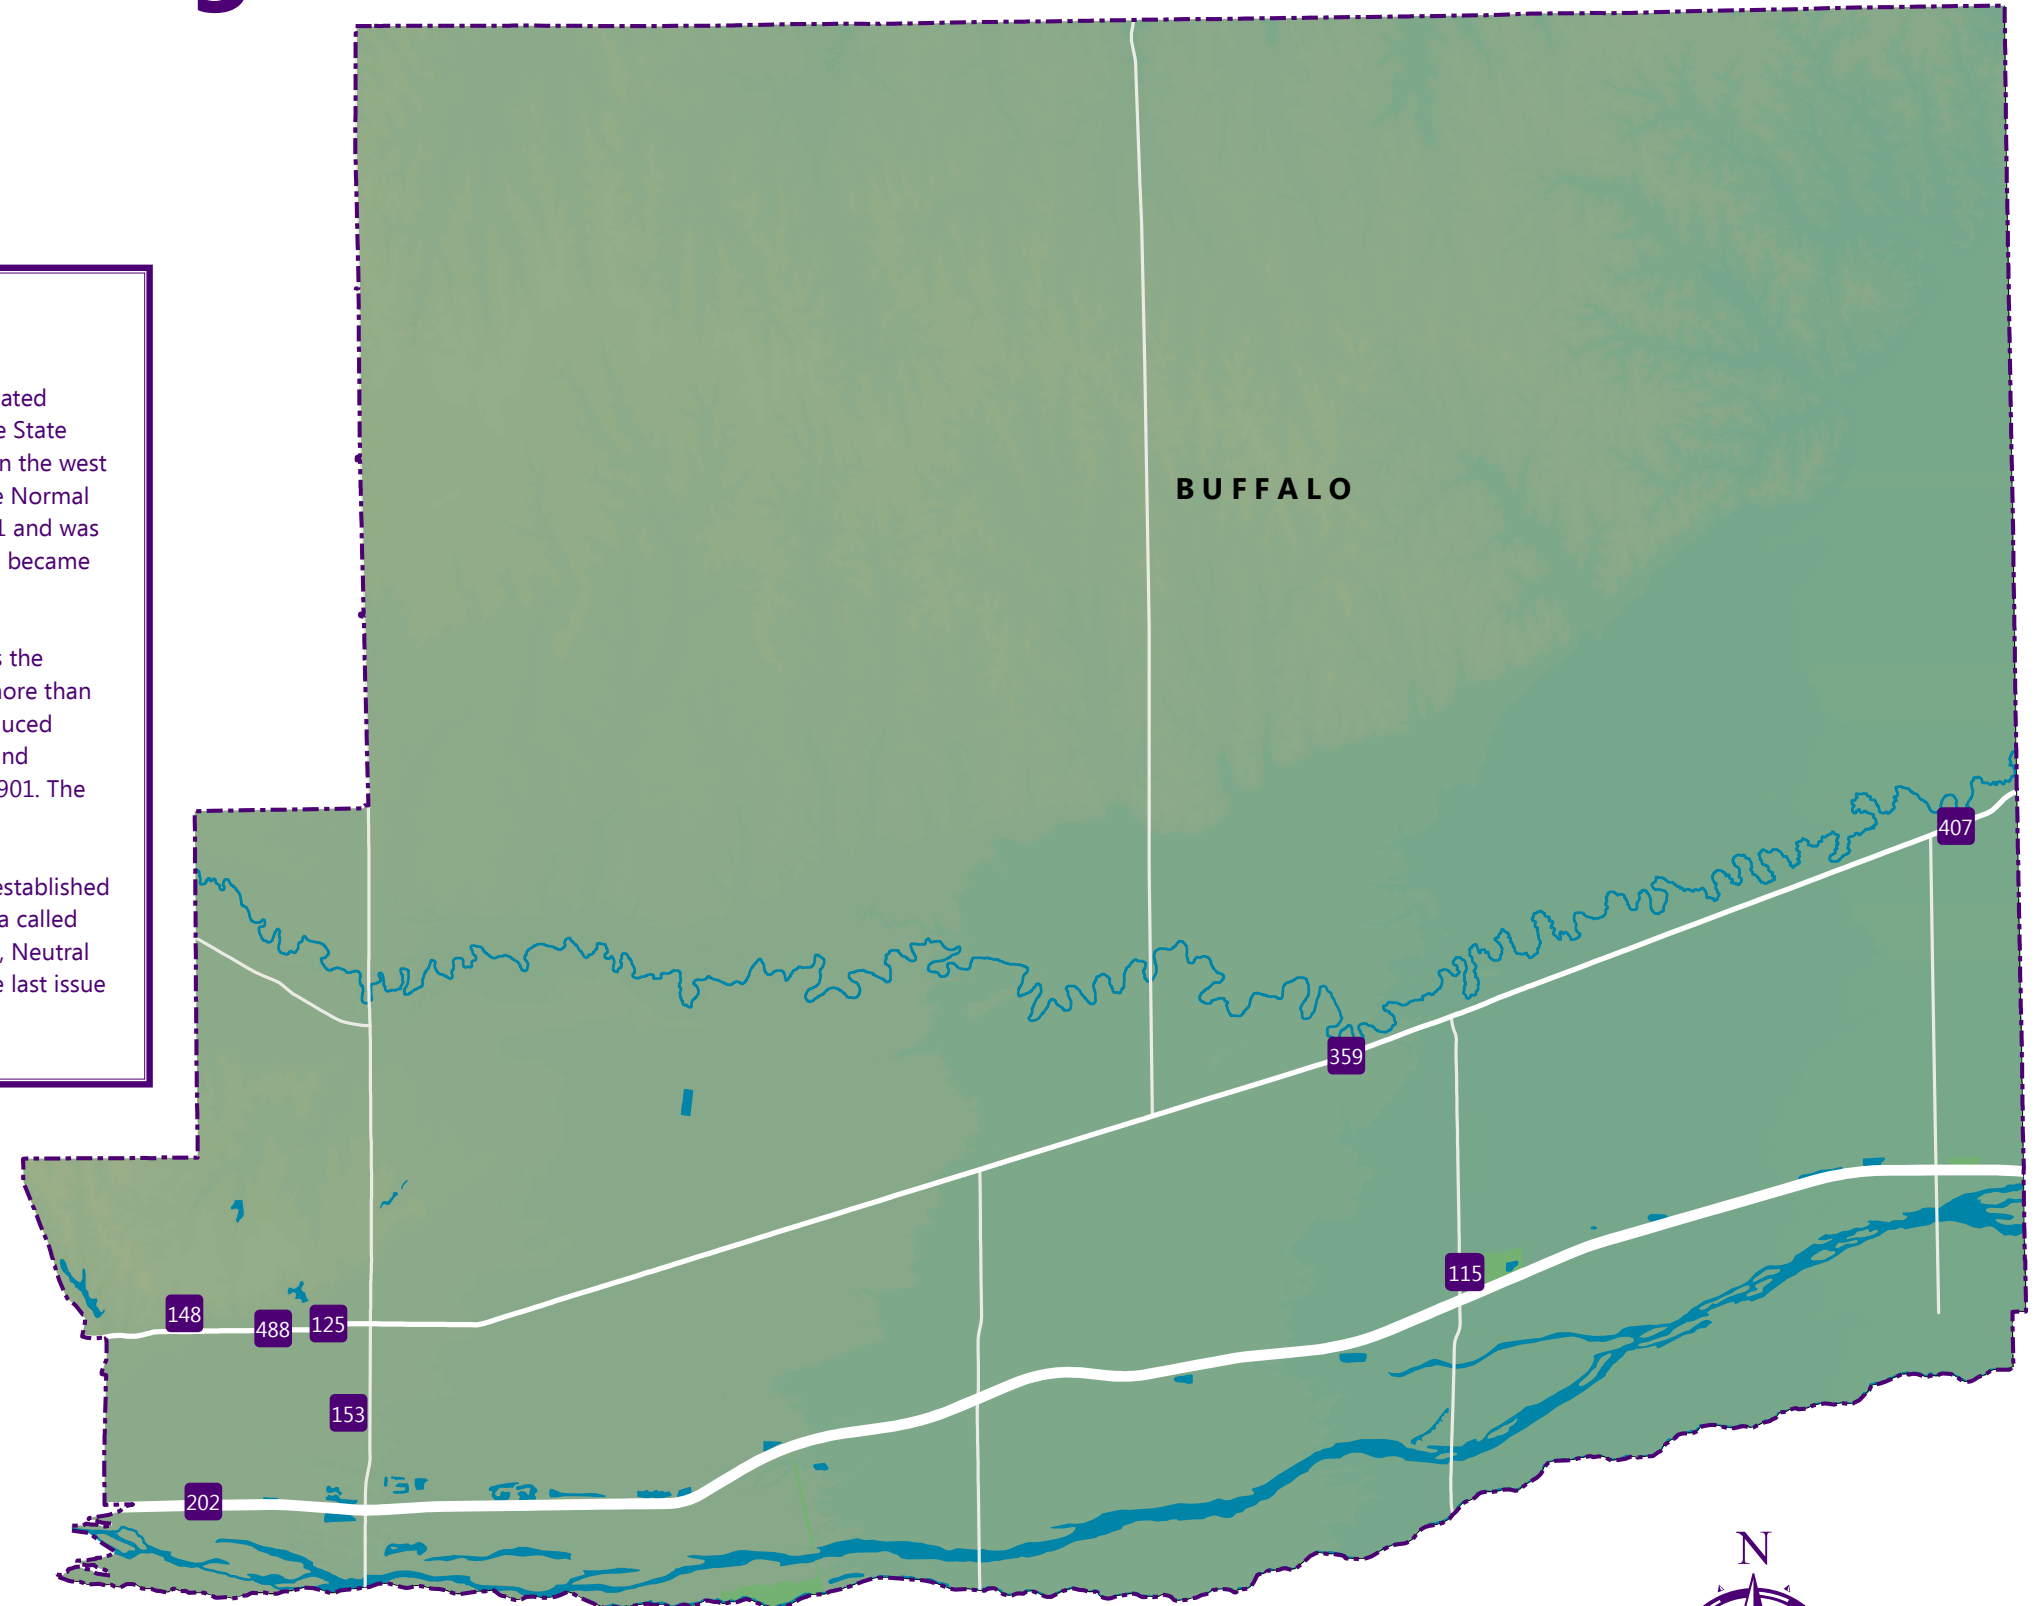 ated
e State
n the west
e Normal
1 and was
became
s the
more than
uced
nd
901. The
established
a called
, Neutral
e last issue
BUFFALO
407
359
115
148
488
125
153
202
N